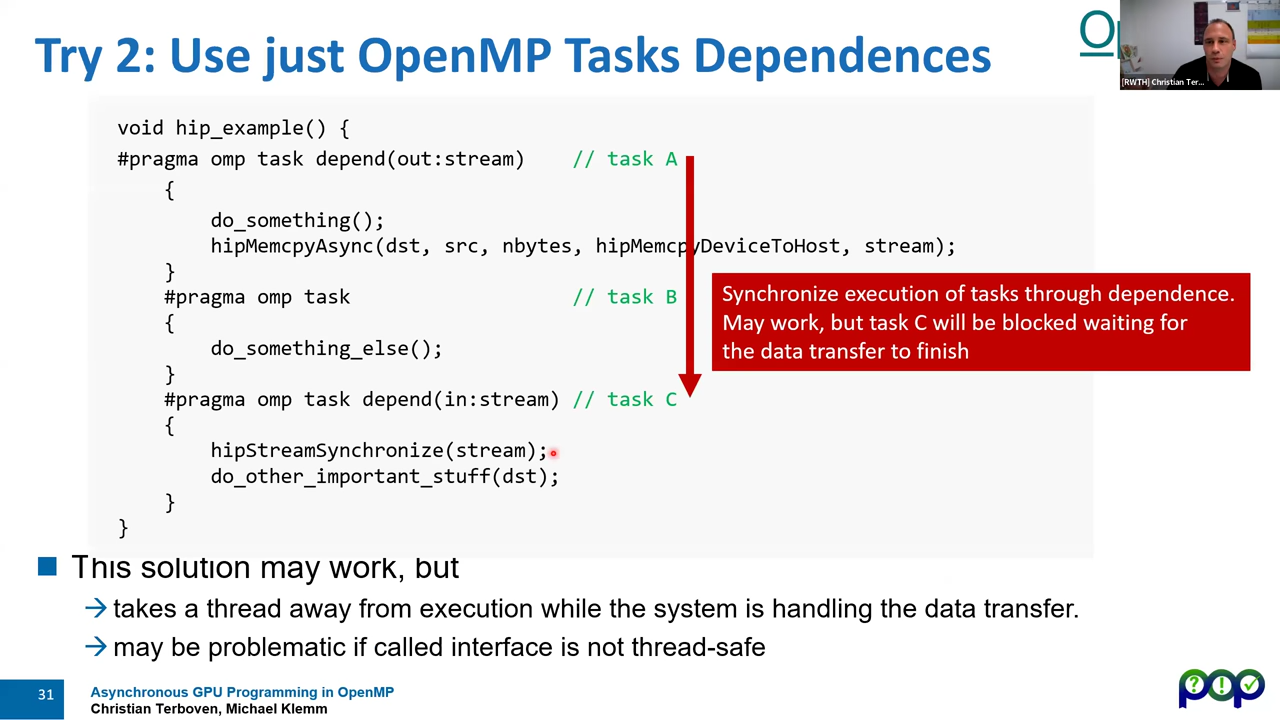 Try 2: Use just OpenMP Tasks Dependences
Op
[RWTH] Christian Ter...
void hip_example() {
#pragma omp task depend(out:stream) // task A
{
do_something();
hipMemcpyAsync(dst, src, nbytes, hipMemcpyDeviceToHost, stream);
}
#pragma omp task // task B
{
do_something_else();
}
#pragma omp task depend(in:stream) // task C
{
hipStreamSynchronize(stream);
do_other_important_stuff(dst);
}
}
Synchronize execution of tasks through dependence.
May work, but task C will be blocked waiting for
the data transfer to finish
This solution may work, but
→ takes a thread away from execution while the system is handling the data transfer.
→ may be problematic if called interface is not thread-safe
31
Asynchronous GPU Programming in OpenMP
Christian Terboven, Michael Klemm
pop